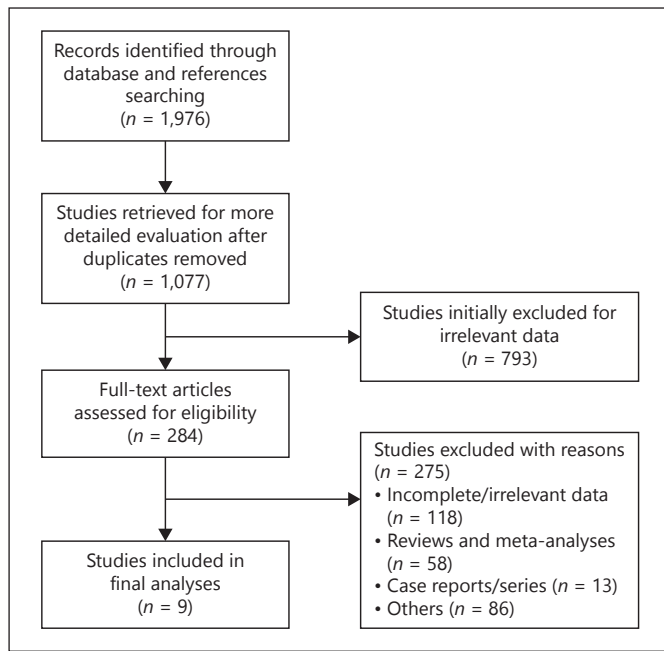 Records identified through
database and references
searching
(n = 1,976)
Studies retrieved for more
detailed evaluation after
duplicates removed
(n = 1,077)
Studies initially excluded for
irrelevant data
(n = 793)
Full-text articles
assessed for eligibility
(n = 284)
Studies excluded with reasons
(n = 275)
• Incomplete/irrelevant data
(n = 118)
• Reviews and meta-analyses
(n = 58)
• Case reports/series (n = 13)
• Others (n = 86)
Studies included in
final analyses
(n = 9)